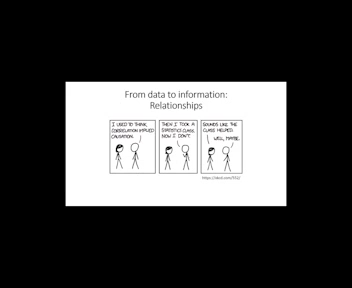 From data to information:
Relationships
I USED TO THINK
CORRELATION IMPLIED
CAUSATION.
THEN I TOOK A
STATISTICS CLASS.
NOW I DON'T.
SOUNDS LIKE THE
CLASS HELPED.
WELL, MAYBE.
https://xkcd.com/552/